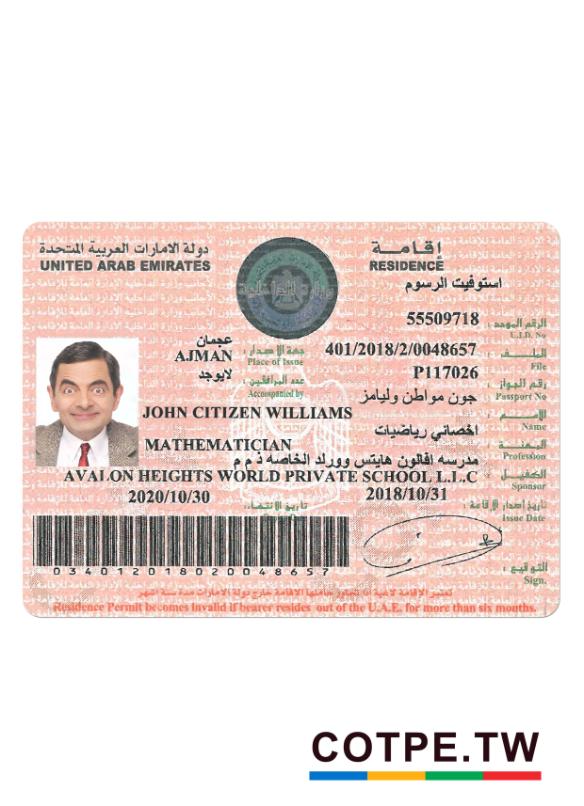 دولة الامارات العربية المتحدة
UNITED ARAB EMIRATES
إقامة
RESIDENCE
استوفيت الرسوم
55509718
الرقم الموحد :
U.I.D. No
عجمان
AJMAN
جهة الاصدار :
Place of Issue
401/2018/2/0048657
الملف :
File
لايوجد
عدد المرافقين :
Accompanied by
P117026
رقم الجواز :
Passport No
جون مواطن وليامز
الاسم :
Name
JOHN CITIZEN WILLIAMS
اخصائي رياضيات
المهنة :
Profession
MATHEMATICIAN
مدرسه افالون هايتس وورلد الخاصه ذ م م
الكفيل :
Sponsor
AVALON HEIGHTS WORLD PRIVATE SCHOOL L.L.C
2020/10/30
تاريخ الانتهاء :
2018/10/31
تاريخ إصدار الإقامة :
Issue Date
03401201820048657
التوقيع :
Sign.
تعتبر الإقامة لاغية اذا تجاوز حاملها الاقامة خارج دولة الامارات مدة ستة اشهر
Residence Permit becomes invalid if bearer resides out of the U.A.E. for more than six months.
COTPE.TW